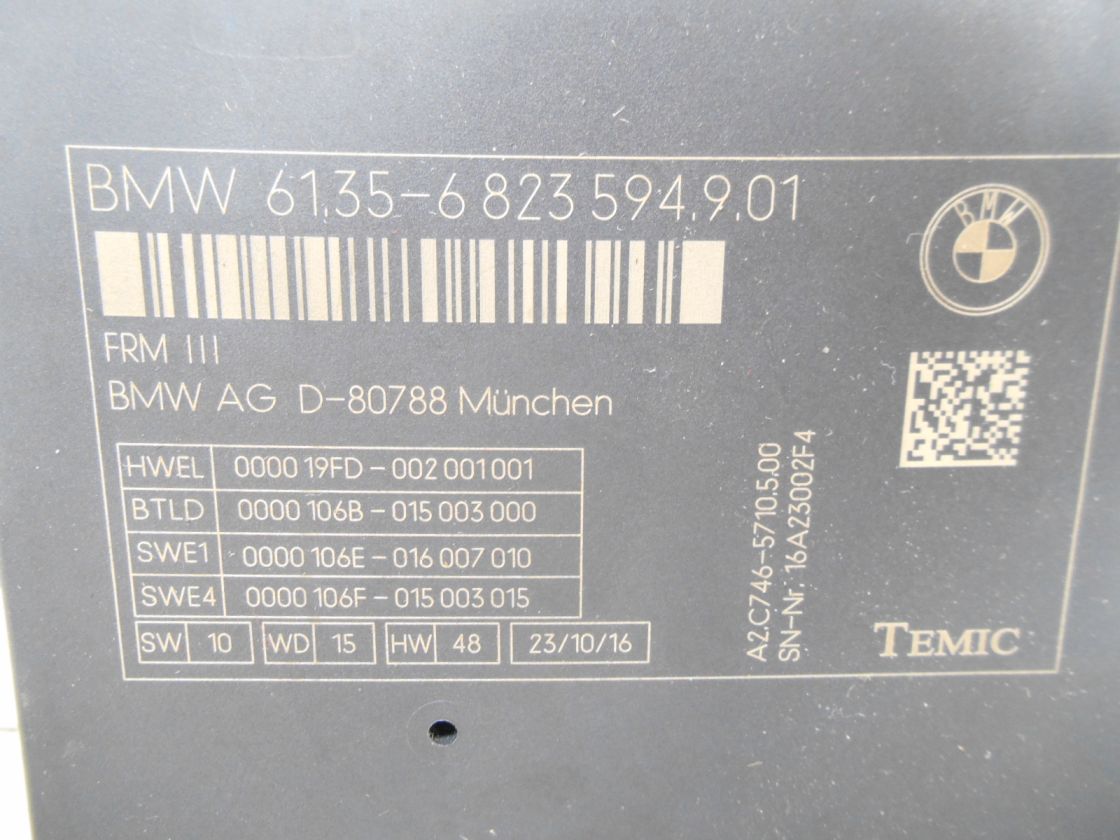 BMW 61.35-6 823 594.9.01
BMW
FRM III
BMW AG D-80788 München
HWEL 0000 19FD-002 001 001
BTLD 0000 106B-015 003 000
SWE1 0000 106E-016 007 010
SWE4 0000 106F-015 003 015
SW 10 WD 15 HW 48 23/10/16
A2.C746-5710.5.00
SN-Nr. 16A23002F4
TEMIC